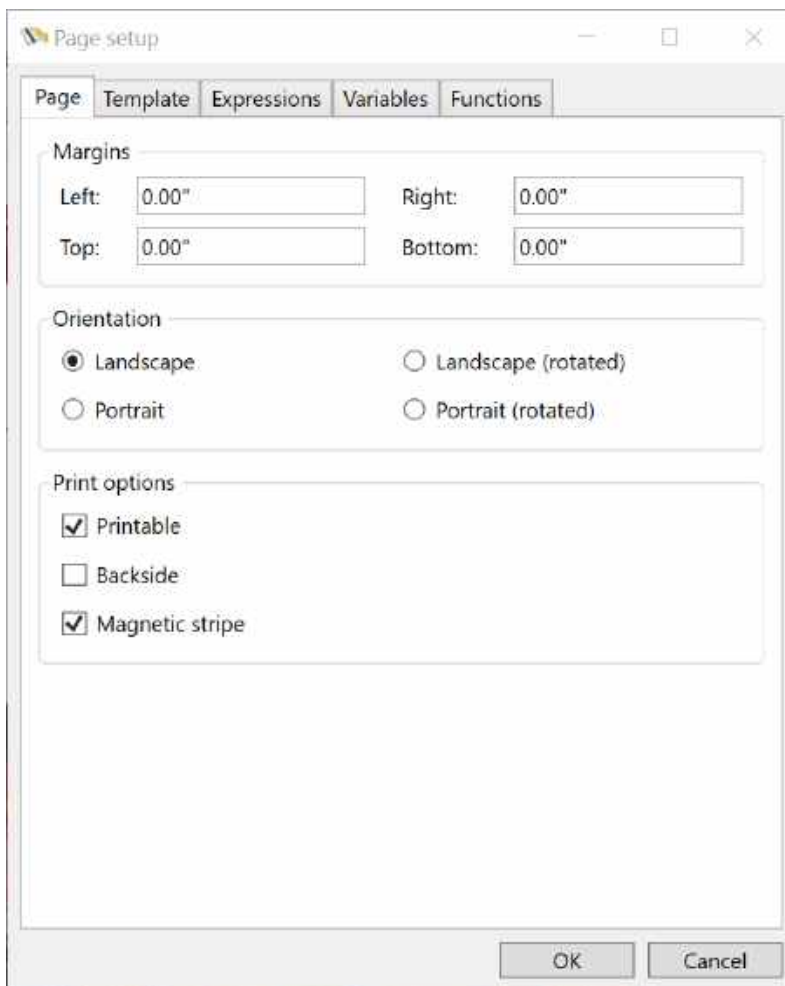 Page setup
Page Template Expressions Variables Functions
Margins
Left: 0.00" Right: 0.00"
Top: 0.00" Bottom: 0.00"
Orientation
Landscape Landscape (rotated)
Portrait Portrait (rotated)
Print options
Printable
Backside
Magnetic stripe
OK Cancel